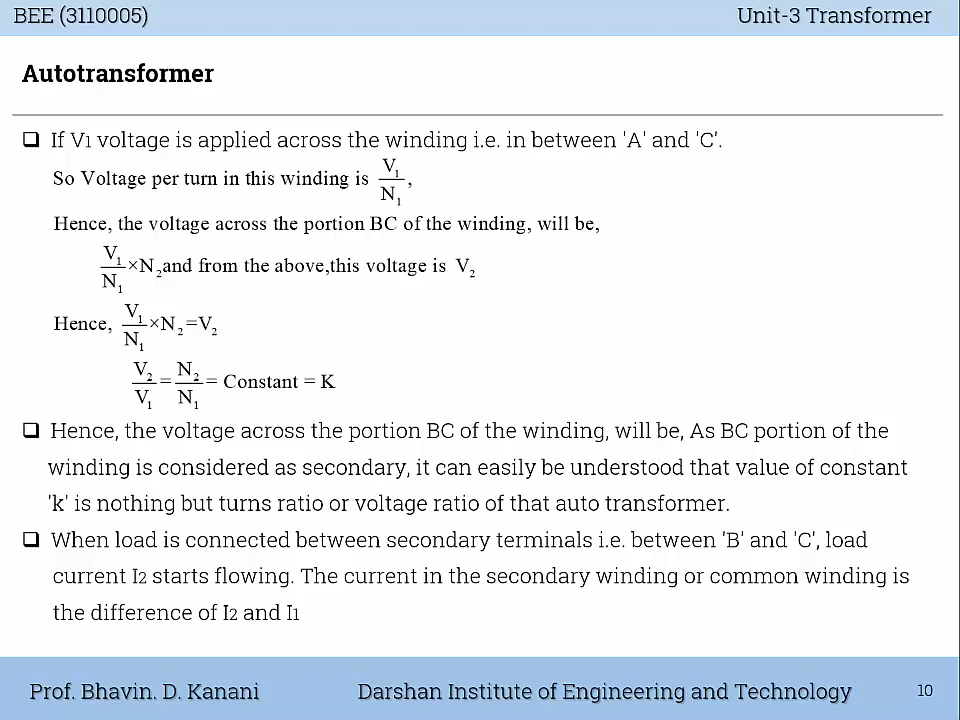 BEE (3110005) Unit-3 Transformer
Autotransformer
❑ If V1 voltage is applied across the winding i.e. in between 'A' and 'C'.
So Voltage per turn in this winding is V₁/N₁,
Hence, the voltage across the portion BC of the winding, will be,
V₁/N₁×N₂and from the above,this voltage is V₂
Hence, V₁/N₁×N₂=V₂
V₂/V₁=N₂/N₁= Constant = K
❑ Hence, the voltage across the portion BC of the winding, will be, As BC portion of the
winding is considered as secondary, it can easily be understood that value of constant
'k' is nothing but turns ratio or voltage ratio of that auto transformer.
❑ When load is connected between secondary terminals i.e. between 'B' and 'C', load
current I2 starts flowing. The current in the secondary winding or common winding is
the difference of I2 and I1
Prof. Bhavin. D. Kanani Darshan Institute of Engineering and Technology 10